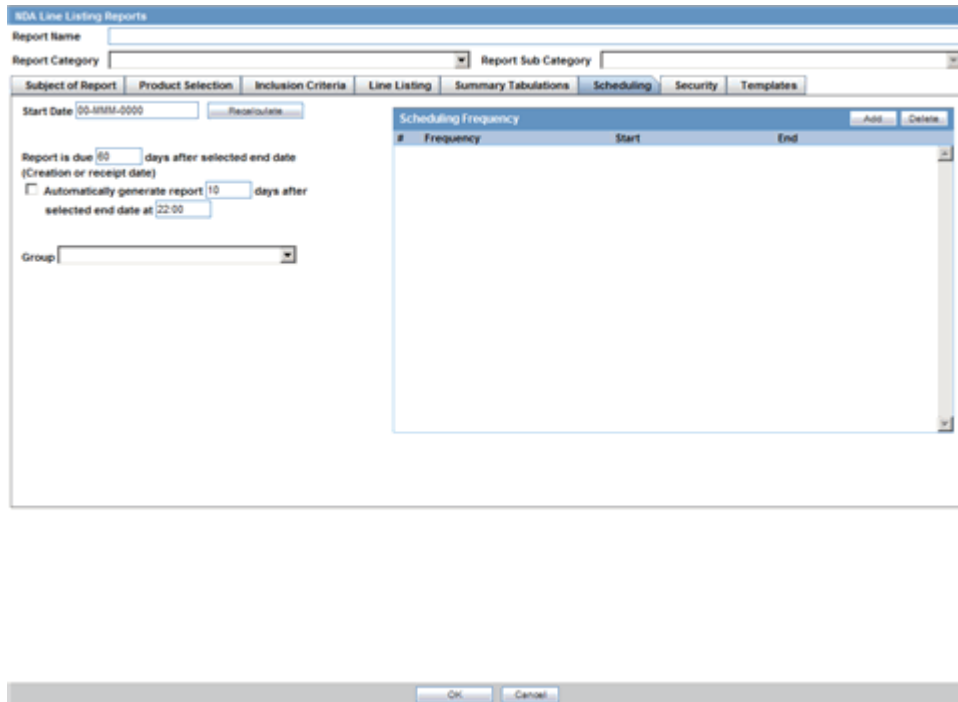 NDA Line Listing Reports
Report Name
Report Category Report Sub Category
Subject of Report Product Selection Inclusion Criteria Line Listing Summary Tabulations Scheduling Security Templates
Start Date 00-MMM-0000 Recalculate
Scheduling Frequency Add Delete
# Frequency Start End
Report is due 60 days after selected end date
(Creation or receipt date)
Automatically generate report 10 days after
selected end date at 22:00
Group
OK Cancel